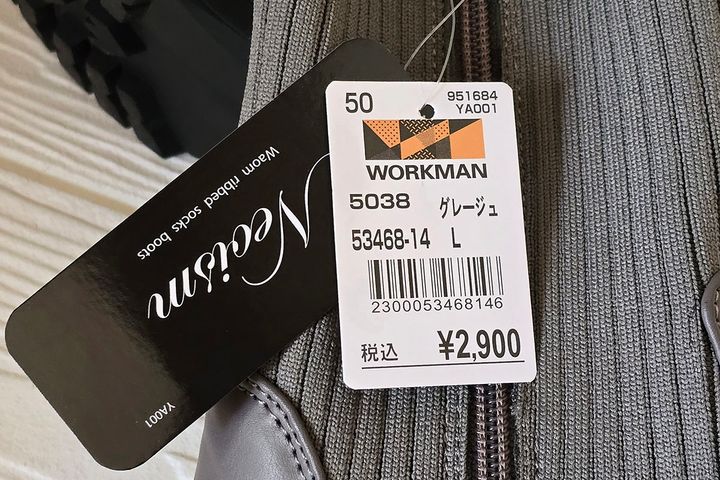 50
951684
YA001
WORKMAN
5038 グレージュ
53468-14 L
2300053468146
税込 ¥2,900
Neoism
Waom ribbed socks boots
YA001